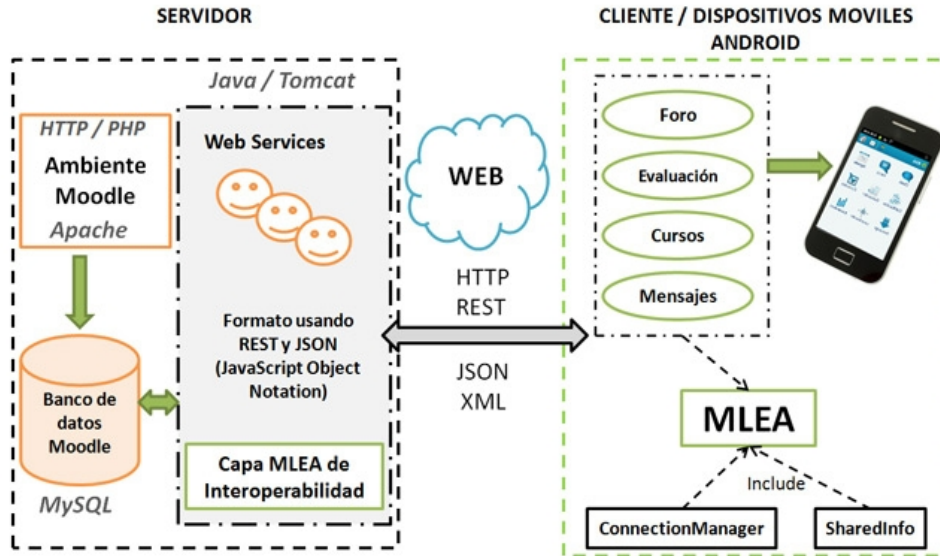 SERVIDOR
CLIENTE / DISPOSITIVOS MOVILES
ANDROID
Java / Tomcat
HTTP / PHP
Ambiente
Moodle
Apache
Banco de
datos
Moodle
MySQL
Web Services
Formato usando
REST y JSON
(JavaScript Object
Notation)
Capa MLEA de
Interoperabilidad
WEB
HTTP
REST
JSON
XML
Foro
Evaluación
Cursos
Mensajes
MLEA
Include
ConnectionManager
SharedInfo